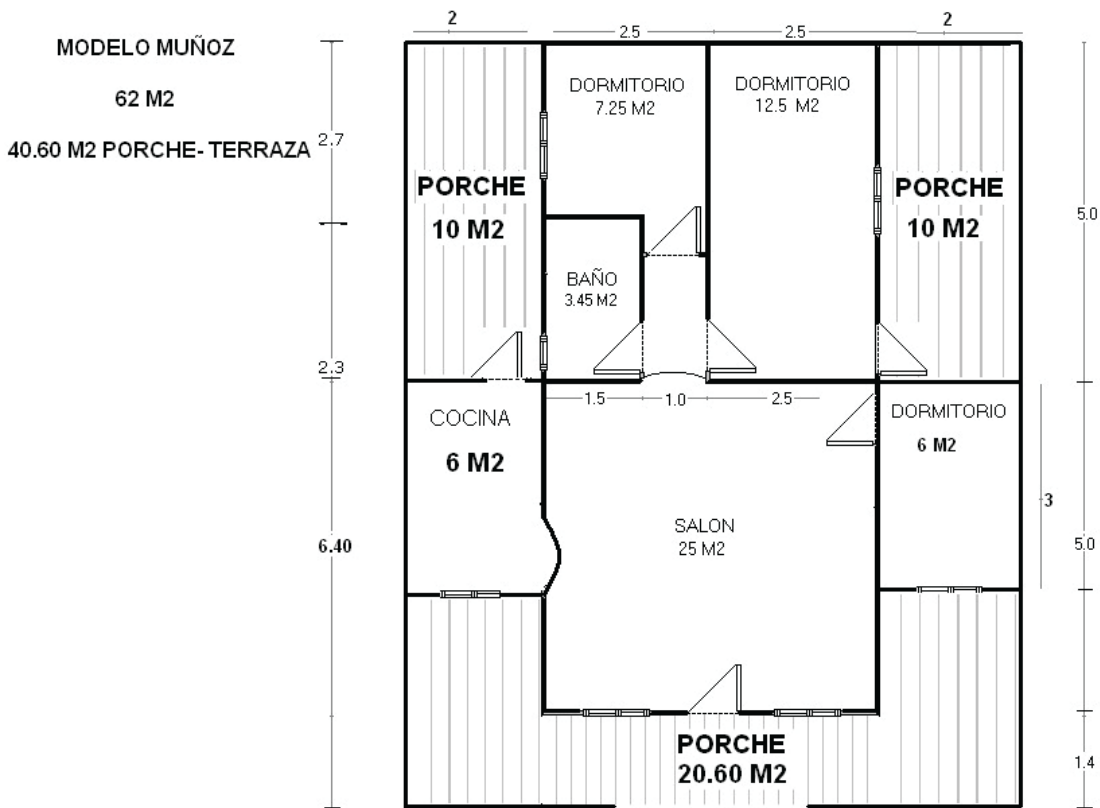 MODELO MUÑOZ
62 M2
40.60 M2 PORCHE- TERRAZA
2
2.5
2.5
2
2.7
2.3
6.40
DORMITORIO
7.25 M2
DORMITORIO
12.5 M2
PORCHE
10 M2
PORCHE
10 M2
5.0
BAÑO
3.45 M2
1.5
1.0
2.5
COCINA
6 M2
DORMITORIO
6 M2
3
SALON
25 M2
5.0
PORCHE
20.60 M2
1.4